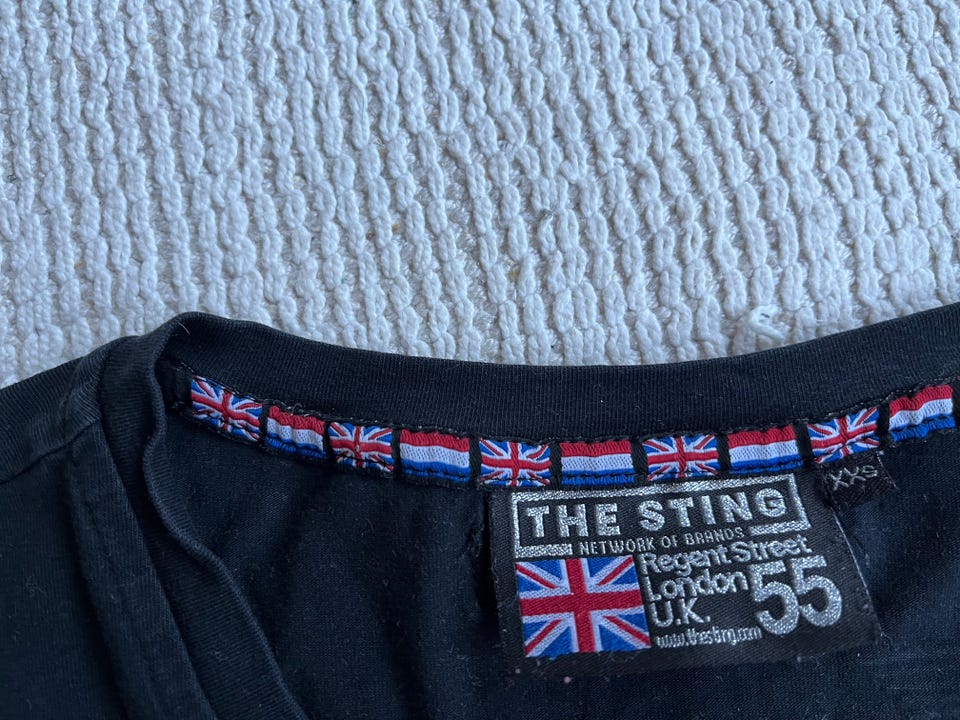 XXS
THE STING
NETWORK OF BRANDS
Regent Street
London
U.K.
55
www.thesting.com